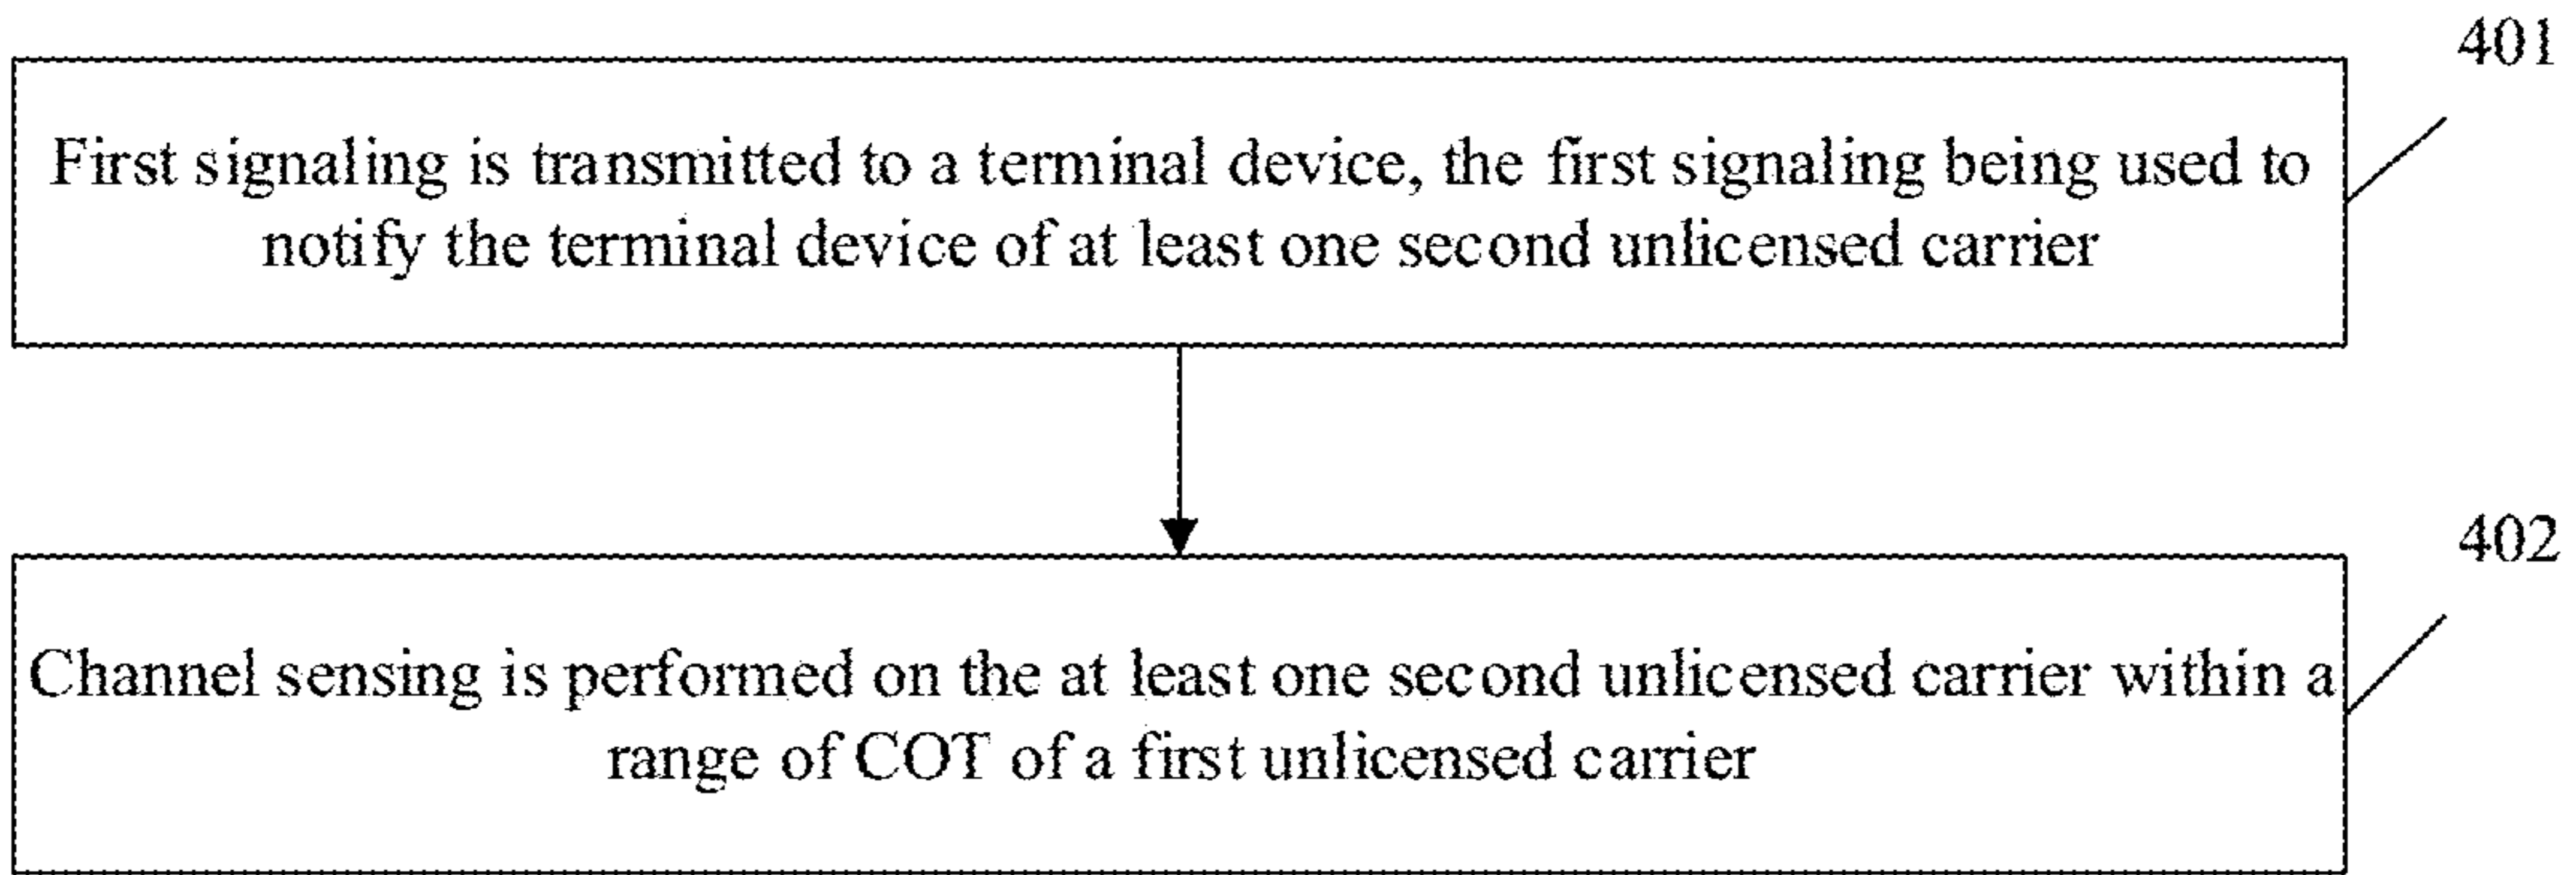 401
First signaling is transmitted to a terminal device, the first signaling being used to
notify the terminal device of at least one second unlicensed carrier
402
Channel sensing is performed on the at least one second unlicensed carrier within a
range of COT of a first unlicensed carrier